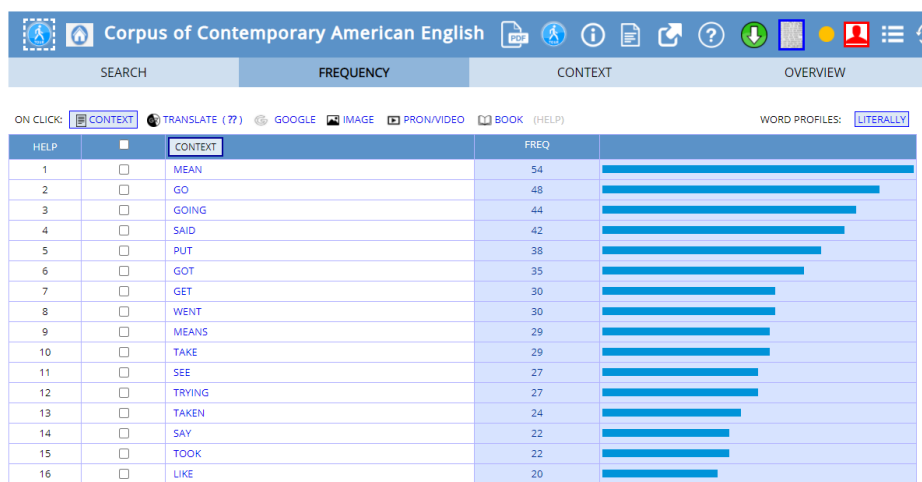 Corpus of Contemporary American English PDF
SEARCH FREQUENCY CONTEXT OVERVIEW
ON CLICK: CONTEXT TRANSLATE (??) GOOGLE IMAGE PRON/VIDEO BOOK (HELP) WORD PROFILES: LITERALLY
HELP CONTEXT FREQ
1 MEAN 54
2 GO 48
3 GOING 44
4 SAID 42
5 PUT 38
6 GOT 35
7 GET 30
8 WENT 30
9 MEANS 29
10 TAKE 29
11 SEE 27
12 TRYING 27
13 TAKEN 24
14 SAY 22
15 TOOK 22
16 LIKE 20